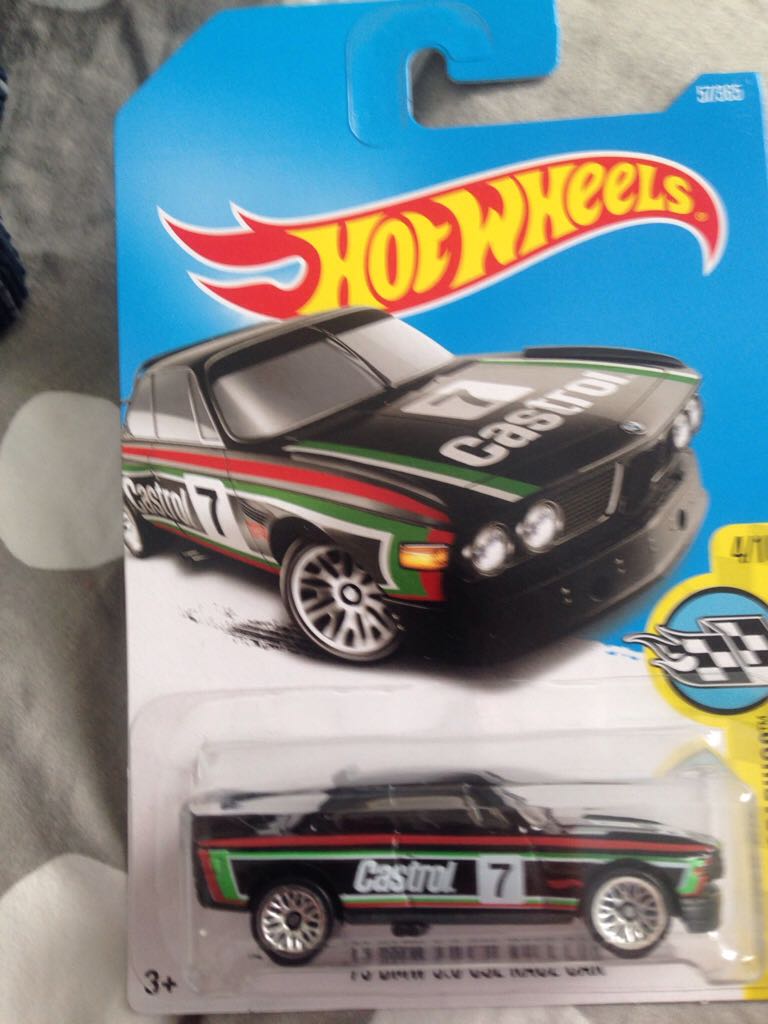 57/365
HOT WHEELS
7
Castrol
Castrol 7
Castrol 7
3+